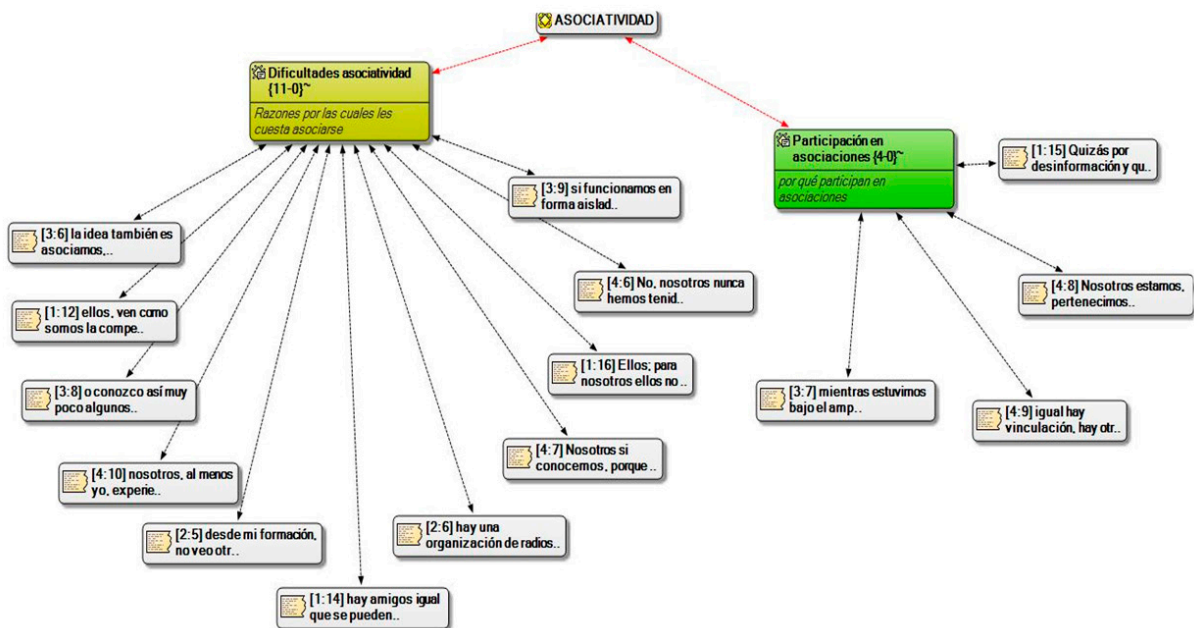 ASOCIATIVIDAD
Dificultades asociatividad
{11-0}~
Razones por las cuales les
cuesta asociarse
Participación en
asociaciones {4-0}~
por qué participan en
asociaciones
[1:15] Quizás por
desinformación y qu..
[3:9] si funcionamos en
forma aislad..
[3:6] la idea también es
asociarnos,..
[4:6] No, nosotros nunca
hemos tenid..
[4:8] Nosotros estamos,
pertenecimos..
[1:12] ellos, ven como
somos la compe..
[1:16] Ellos; para
nosotros ellos no ..
[3:8] o conozco así muy
poco algunos..
[3:7] mientras estuvimos
bajo el amp..
[4:9] igual hay
vinculación, hay otr..
[4:7] Nosotros si
conocemos, porque ..
[4:10] nosotros, al menos
yo, experie..
[2:6] hay una
organización de radios..
[2:5] desde mi formación,
no veo otr..
[1:14] hay amigos igual
que se pueden..